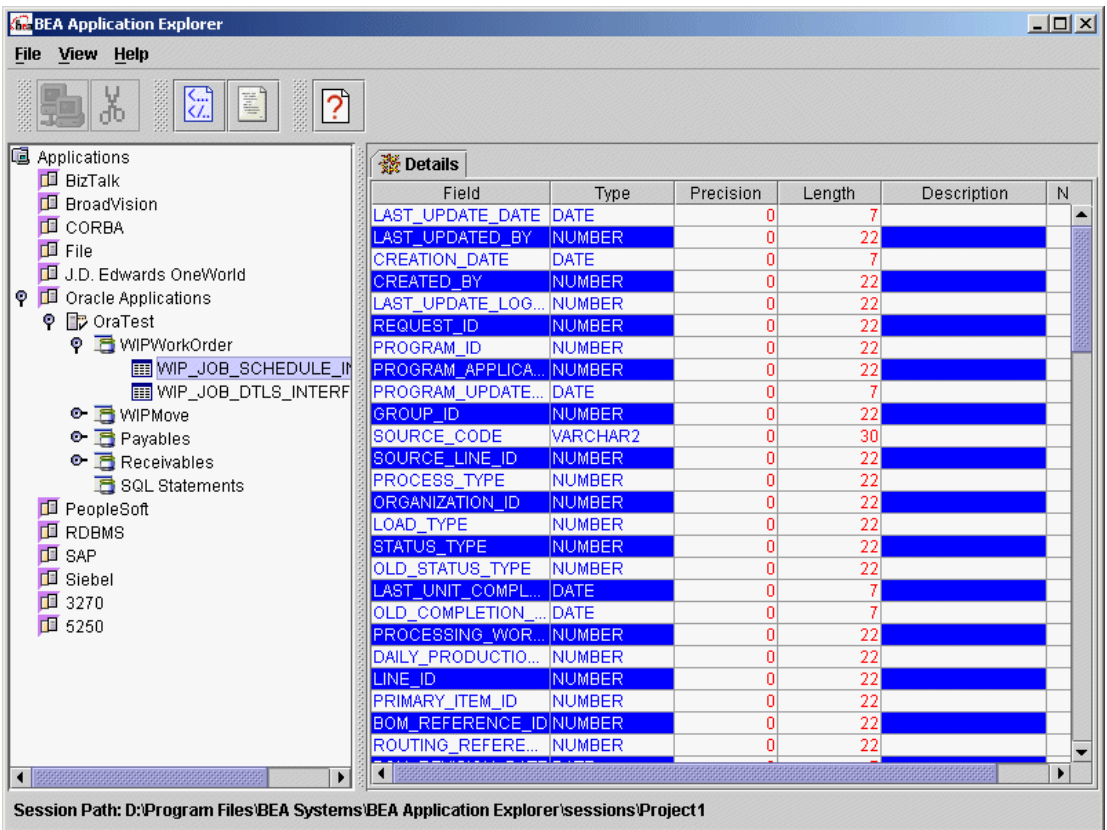 BEA Application Explorer
File View Help
Applications
BizTalk
BroadVision
CORBA
File
J.D. Edwards OneWorld
Oracle Applications
OraTest
WIPWorkOrder
WIP_JOB_SCHEDULE_IN
WIP_JOB_DTLS_INTERF
WIPMove
Payables
Receivables
SQL Statements
PeopleSoft
RDBMS
SAP
Siebel
3270
5250
Details
Field Type Precision Length Description N
LAST_UPDATE_DATE DATE 0 7
LAST_UPDATED_BY NUMBER 0 22
CREATION_DATE DATE 0 7
CREATED_BY NUMBER 0 22
LAST_UPDATE_LOG... NUMBER 0 22
REQUEST_ID NUMBER 0 22
PROGRAM_ID NUMBER 0 22
PROGRAM_APPLICA... NUMBER 0 22
PROGRAM_UPDATE... DATE 0 7
GROUP_ID NUMBER 0 22
SOURCE_CODE VARCHAR2 0 30
SOURCE_LINE_ID NUMBER 0 22
PROCESS_TYPE NUMBER 0 22
ORGANIZATION_ID NUMBER 0 22
LOAD_TYPE NUMBER 0 22
STATUS_TYPE NUMBER 0 22
OLD_STATUS_TYPE NUMBER 0 22
LAST_UNIT_COMPL... DATE 0 7
OLD_COMPLETION_... DATE 0 7
PROCESSING_WOR... NUMBER 0 22
DAILY_PRODUCTIO... NUMBER 0 22
LINE_ID NUMBER 0 22
PRIMARY_ITEM_ID NUMBER 0 22
BOM_REFERENCE_ID NUMBER 0 22
ROUTING_REFERE... NUMBER 0 22
Session Path: D:\Program Files\BEA Systems\BEA Application Explorer\sessions\Project1